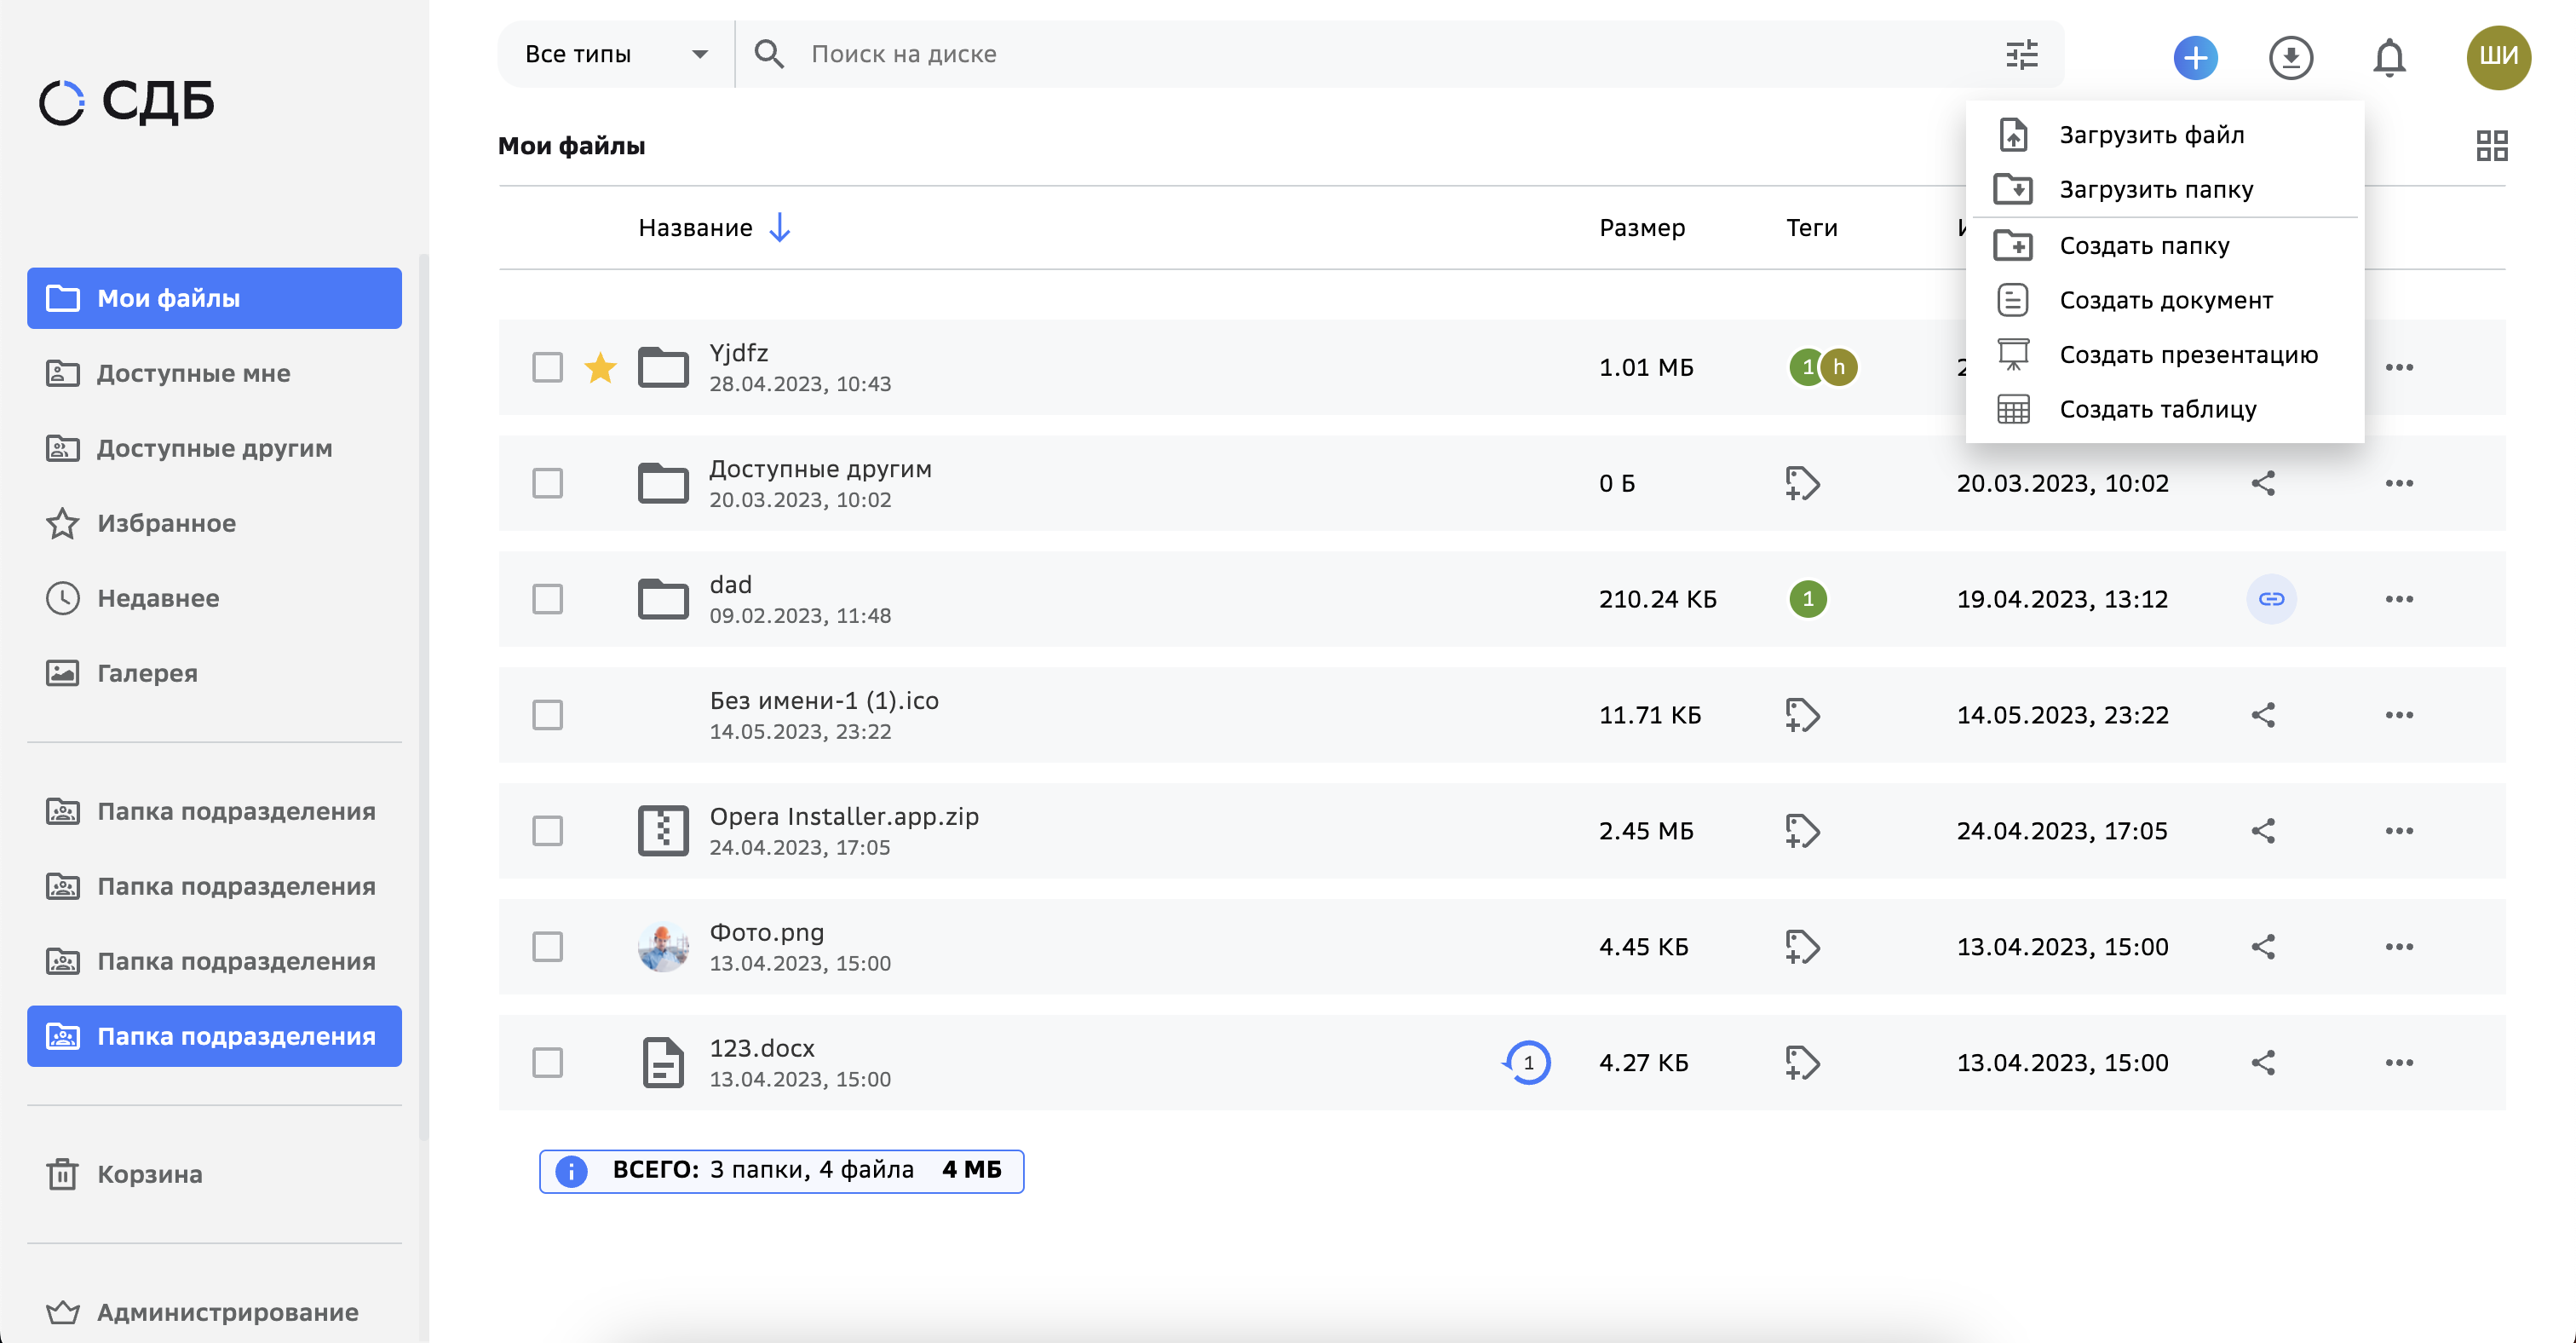 СДБ
Мои файлы
Доступные мне
Доступные другим
Избранное
Недавнее
Галерея
Папка подразделения
Папка подразделения
Папка подразделения
Папка подразделения
Корзина
Администрирование
Все типы
Поиск на диске
ШИ
Мои файлы
Загрузить файл
Загрузить папку
Создать папку
Создать документ
Создать презентацию
Создать таблицу
Название Размер Теги
Yjdfz
28.04.2023, 10:43
1.01 МБ 1 h
Доступные другим
20.03.2023, 10:02
0 Б 20.03.2023, 10:02
dad
09.02.2023, 11:48
210.24 КБ 1 19.04.2023, 13:12
Без имени-1 (1).ico
14.05.2023, 23:22
11.71 КБ 14.05.2023, 23:22
Opera Installer.app.zip
24.04.2023, 17:05
2.45 МБ 24.04.2023, 17:05
Фото.png
13.04.2023, 15:00
4.45 КБ 13.04.2023, 15:00
123.docx
13.04.2023, 15:00
1 4.27 КБ 13.04.2023, 15:00
ВСЕГО: 3 папки, 4 файла 4 МБ